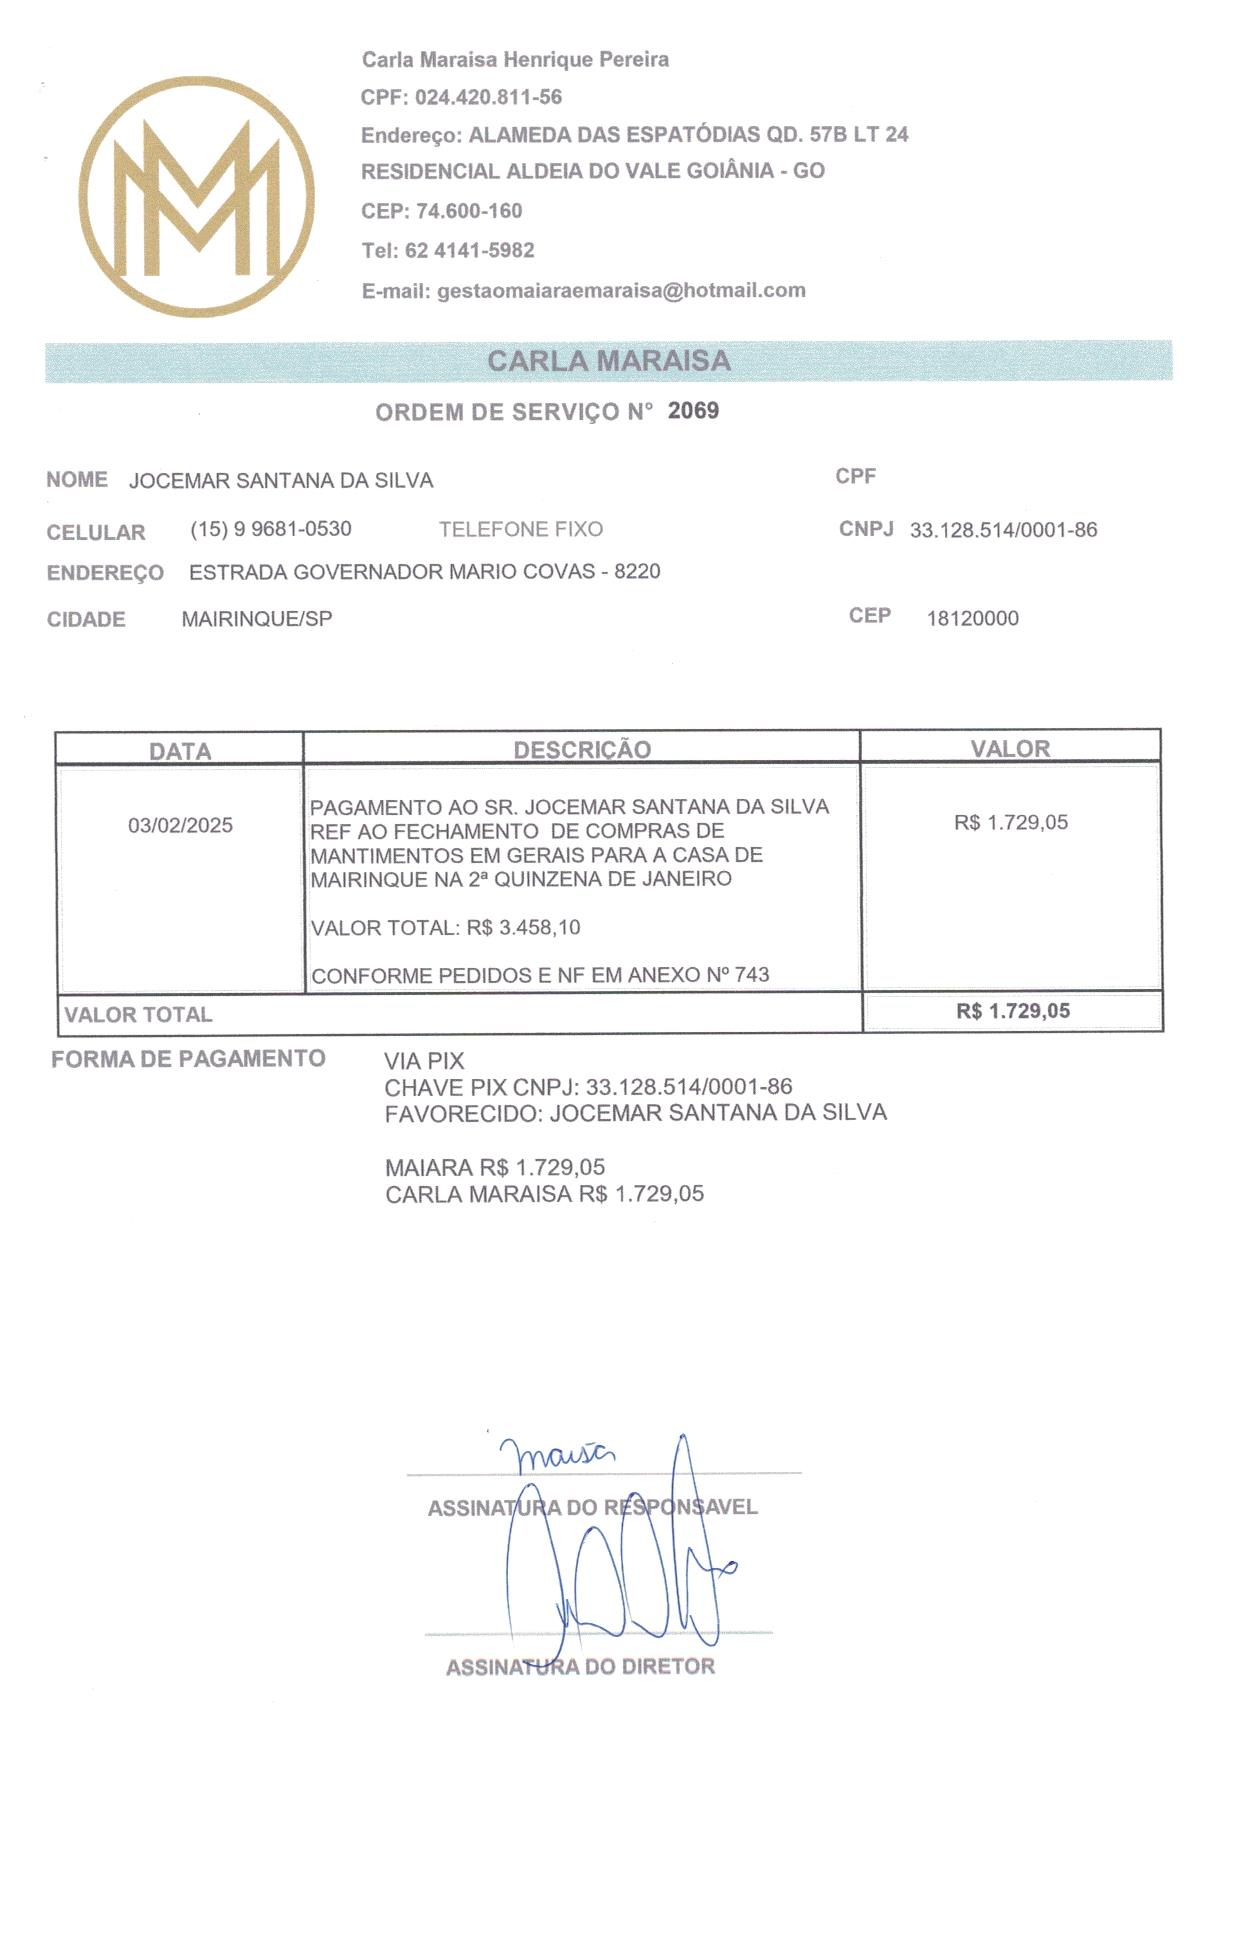 Carla Maraisa Henrique Pereira
CPF: 024.420.811-56
Endereço: ALAMEDA DAS ESPATÓDIAS QD. 57B LT 24
RESIDENCIAL ALDEIA DO VALE GOIÂNIA - GO
CEP: 74.600-160
Tel: 62 4141-5982
E-mail: gestaomaiaraemaraisa@hotmail.com
CARLA MARAISA
ORDEM DE SERVIÇO N° 2069
NOME JOCEMAR SANTANA DA SILVA CPF
CELULAR (15) 9 9681-0530 TELEFONE FIXO CNPJ 33.128.514/0001-86
ENDEREÇO ESTRADA GOVERNADOR MARIO COVAS - 8220
CIDADE MAIRINQUE/SP CEP 18120000
DATA DESCRIÇÃO VALOR
03/02/2025 PAGAMENTO AO SR. JOCEMAR SANTANA DA SILVA R$ 1.729,05
REF AO FECHAMENTO DE COMPRAS DE
MANTIMENTOS EM GERAIS PARA A CASA DE
MAIRINQUE NA 2ª QUINZENA DE JANEIRO
VALOR TOTAL: R$ 3.458,10
CONFORME PEDIDOS E NF EM ANEXO Nº 743
VALOR TOTAL R$ 1.729,05
FORMA DE PAGAMENTO VIA PIX
CHAVE PIX CNPJ: 33.128.514/0001-86
FAVORECIDO: JOCEMAR SANTANA DA SILVA
MAIARA R$ 1.729,05
CARLA MARAISA R$ 1.729,05
ASSINATURA DO RESPONSAVEL
ASSINATURA DO DIRETOR